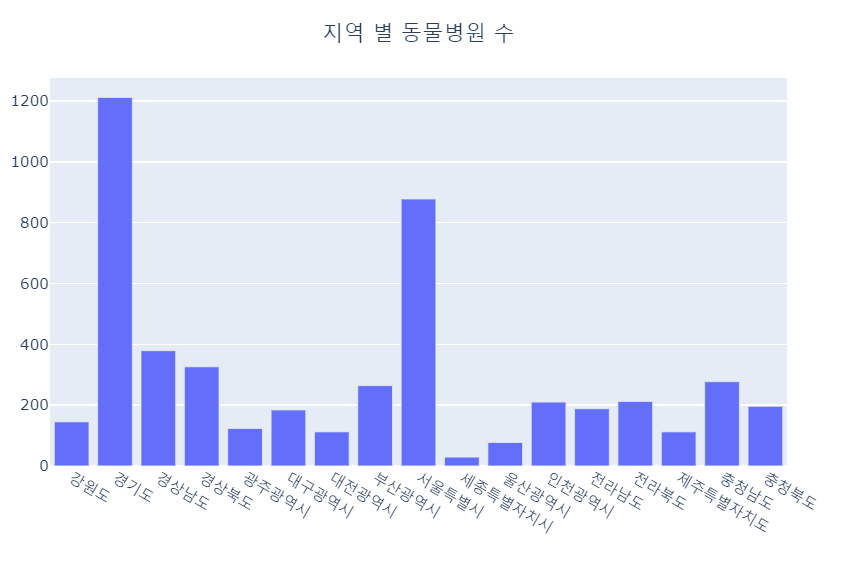 지역 별 동물병원 수
1200
1000
800
600
400
200
0
강원도
경기도
경상남도
경상북도
광주광역시
대구광역시
대전광역시
부산광역시
서울특별시
세종특별자치시
울산광역시
인천광역시
전라남도
전라북도
제주특별자치도
충청남도
충청북도